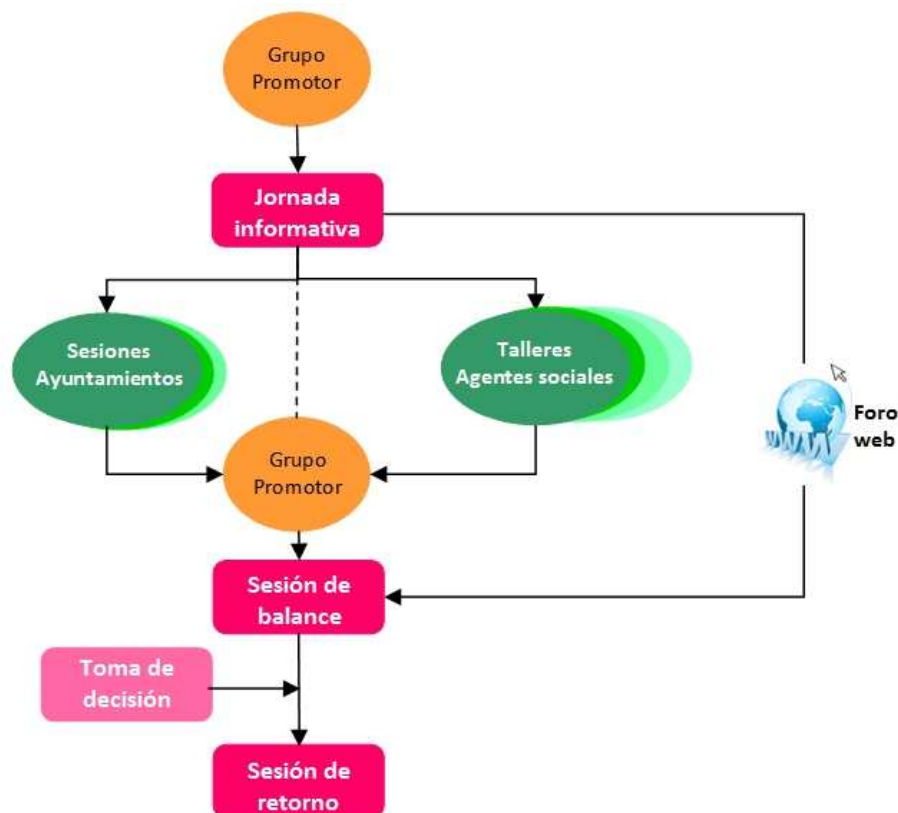 Grupo
Promotor
Jornada
informativa
Sesiones
Ayuntamientos
Talleres
Agentes sociales
www
Foro
web
Grupo
Promotor
Sesión de
balance
Toma de
decisión
Sesión de
retorno